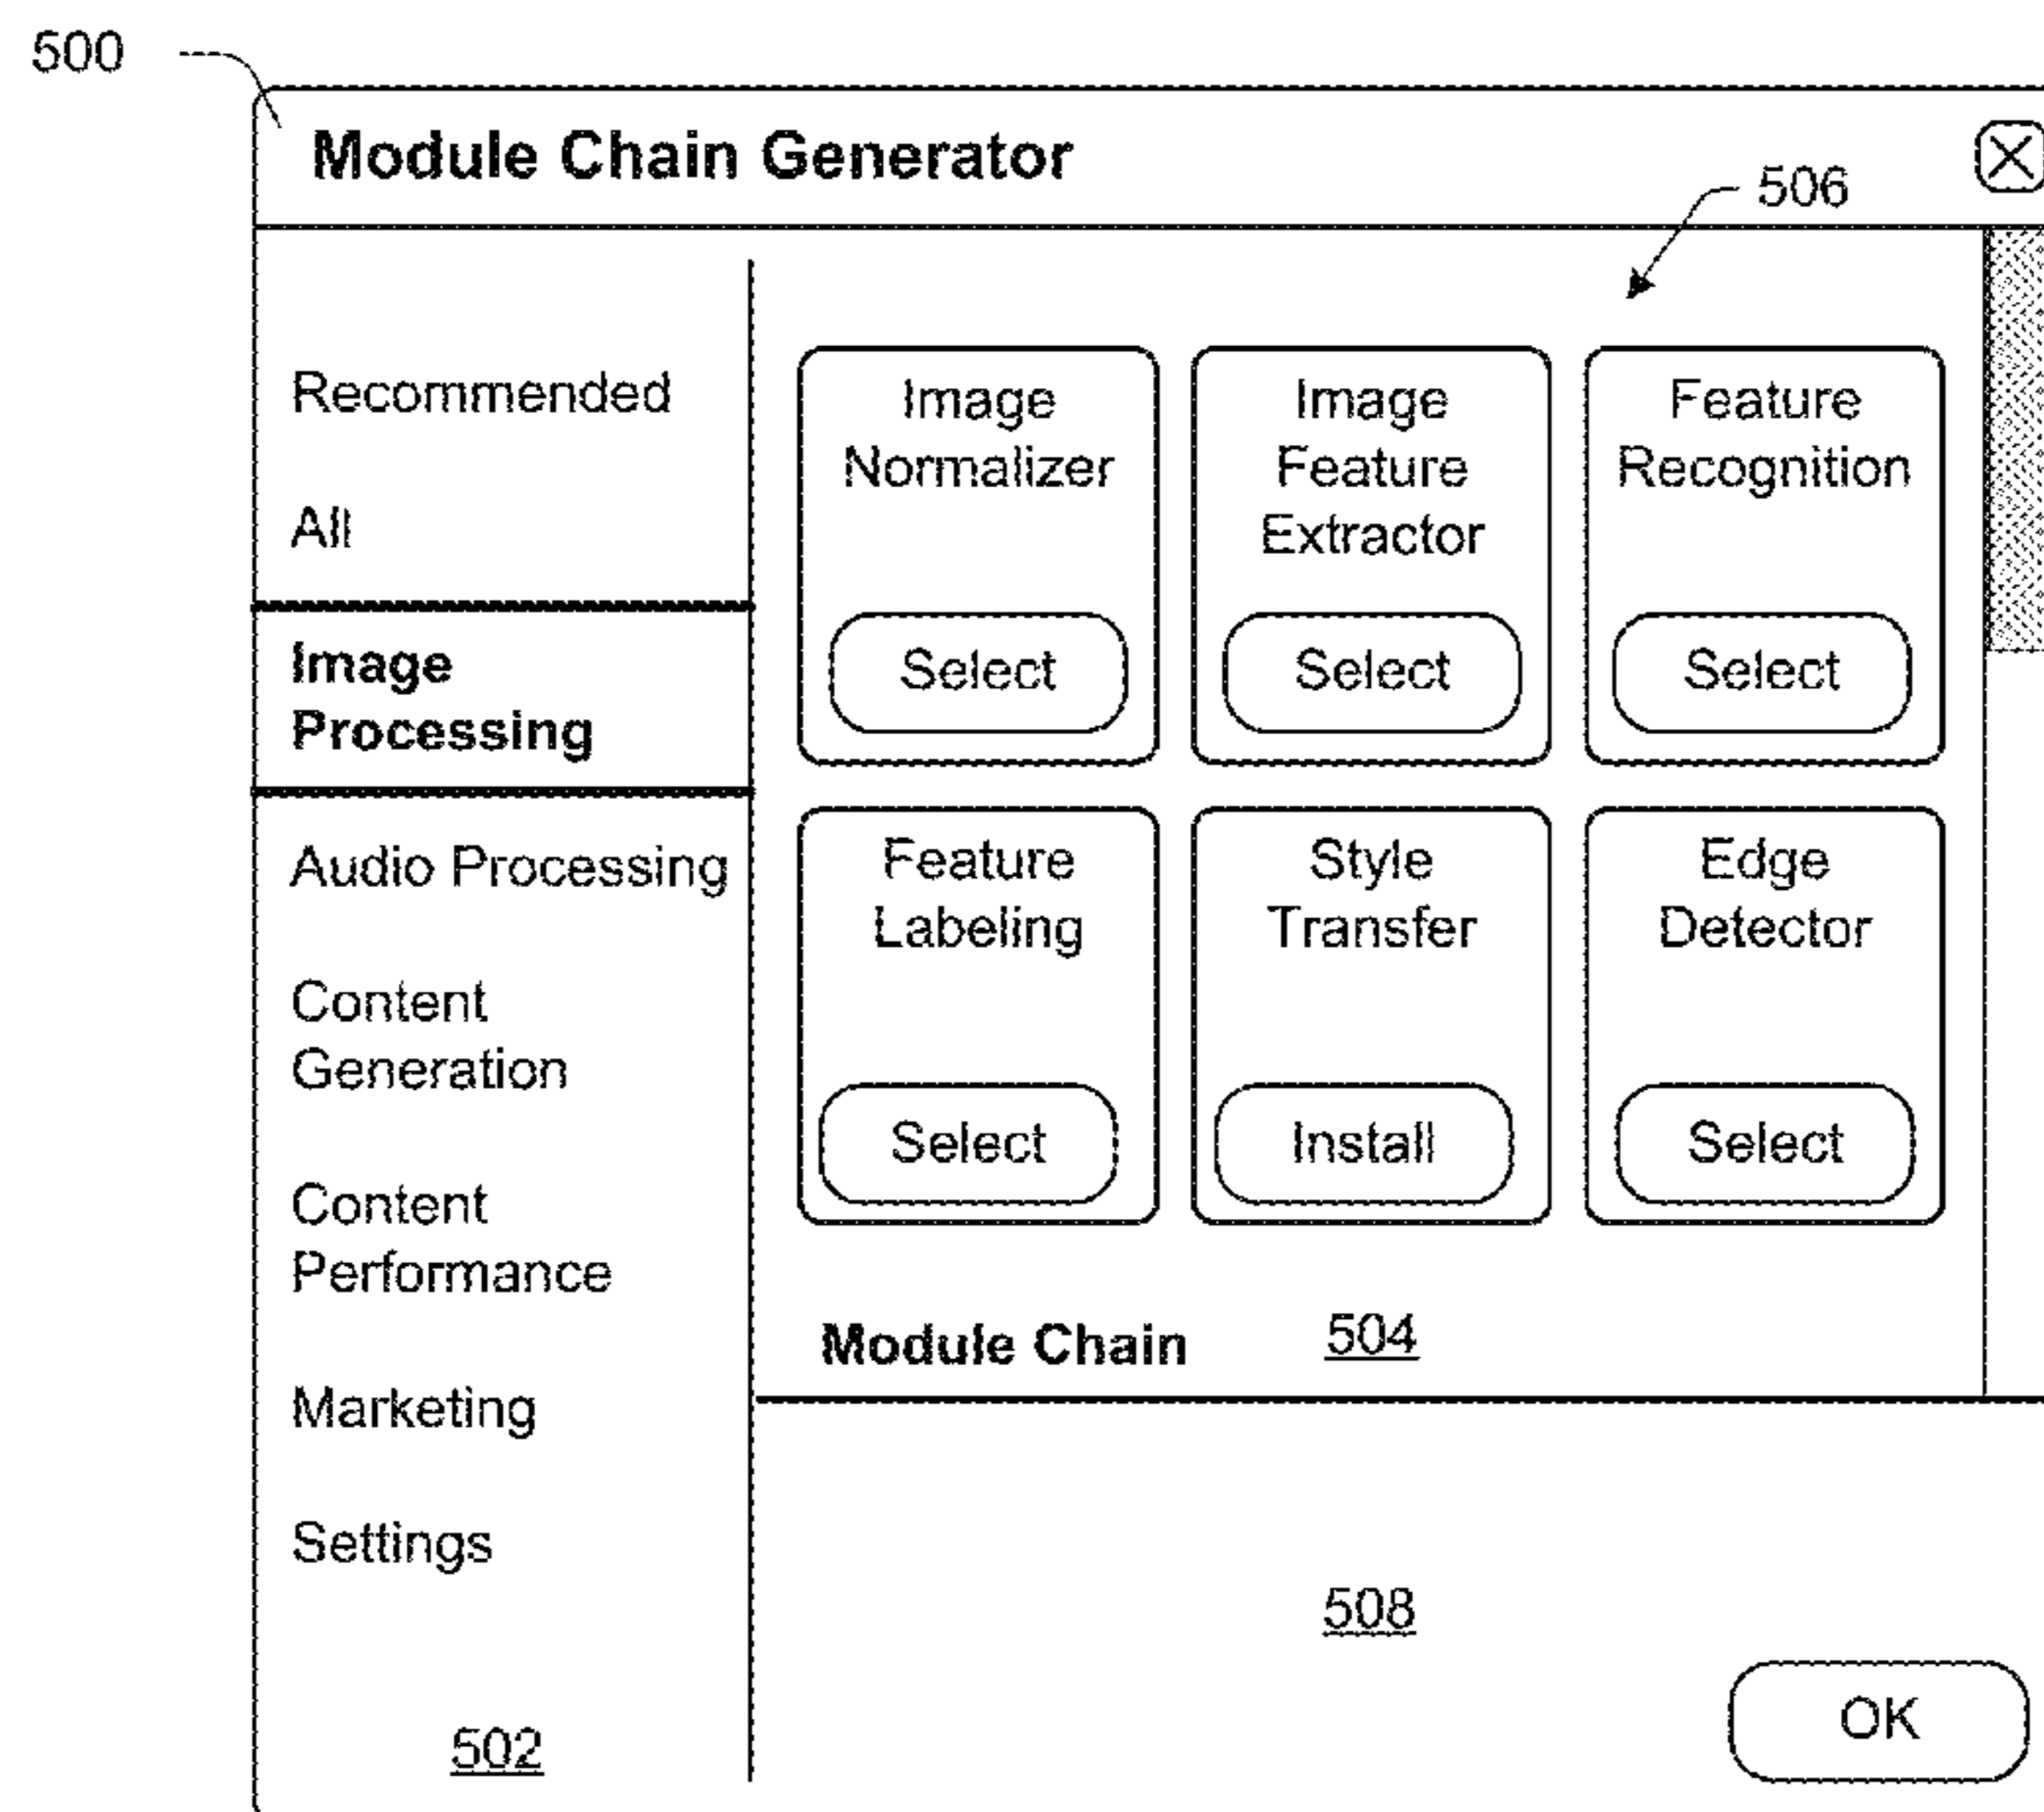 500
Module Chain Generator
506
Recommended
All
Image
Processing
Audio Processing
Content
Generation
Content
Performance
Marketing
Settings
502
Image
Normalizer
Select
Image
Feature
Extractor
Select
Feature
Recognition
Select
Feature
Labeling
Select
Style
Transfer
Install
Edge
Detector
Select
Module Chain
504
508
OK